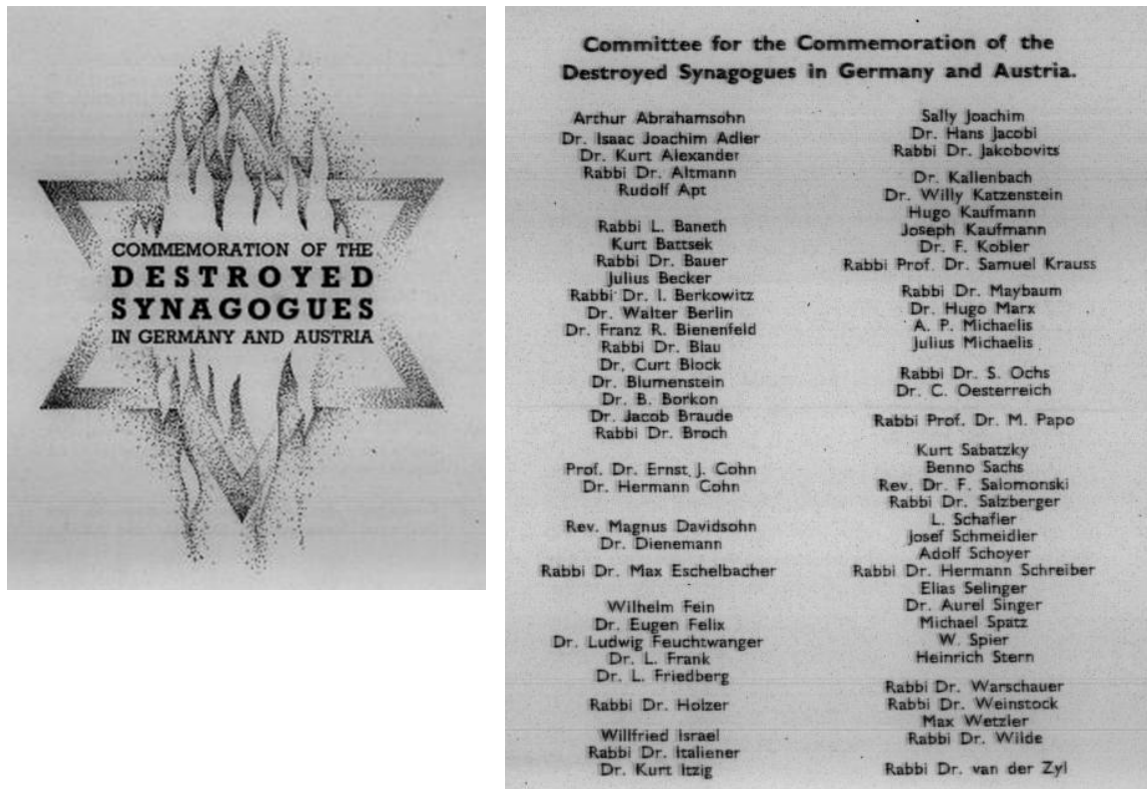 COMMEMORATION OF THE
DESTROYED
SYNAGOGUES
IN GERMANY AND AUSTRIA
Committee for the Commemoration of the
Destroyed Synagogues in Germany and Austria.
Arthur Abrahamsohn
Dr. Isaac Joachim Adler
Dr. Kurt Alexander
Rabbi Dr. Altmann
Rudolf Apt
Rabbi L. Baneth
Kurt Battsek
Rabbi Dr. Bauer
Julius Becker
Rabbi Dr. I. Berkowitz
Dr. Walter Berlin
Dr. Franz R. Bienenfeld
Rabbi Dr. Blau
Dr. Curt Block
Dr. Blumenstein
Dr. B. Borkon
Dr. Jacob Braude
Rabbi Dr. Broch
Prof. Dr. Ernst J. Cohn
Dr. Hermann Cohn
Rev. Magnus Davidsohn
Dr. Dienemann
Rabbi Dr. Max Eschelbacher
Wilhelm Fein
Dr. Eugen Felix
Dr. Ludwig Feuchtwanger
Dr. L. Frank
Dr. L. Friedberg
Rabbi Dr. Holzer
Willfried Israel
Rabbi Dr. Italiener
Dr. Kurt Itzig
Sally Joachim
Dr. Hans Jacobi
Rabbi Dr. Jakobovits
Dr. Kallenbach
Dr. Willy Katzenstein
Hugo Kaufmann
Joseph Kaufmann
Dr. F. Kobler
Rabbi Prof. Dr. Samuel Krauss
Rabbi Dr. Maybaum
Dr. Hugo Marx
A. P. Michaelis
Julius Michaelis
Rabbi Dr. S. Ochs
Dr. C. Oesterreich
Rabbi Prof. Dr. M. Papo
Kurt Sabatzky
Benno Sachs
Rev. Dr. F. Salomonski
Rabbi Dr. Salzberger
L. Schafler
Josef Schmeidler
Adolf Schoyer
Rabbi Dr. Hermann Schreiber
Elias Selinger
Dr. Aurel Singer
Michael Spatz
W. Spier
Heinrich Stern
Rabbi Dr. Warschauer
Rabbi Dr. Weinstock
Max Wetzler
Rabbi Dr. Wilde
Rabbi Dr. van der Zyl